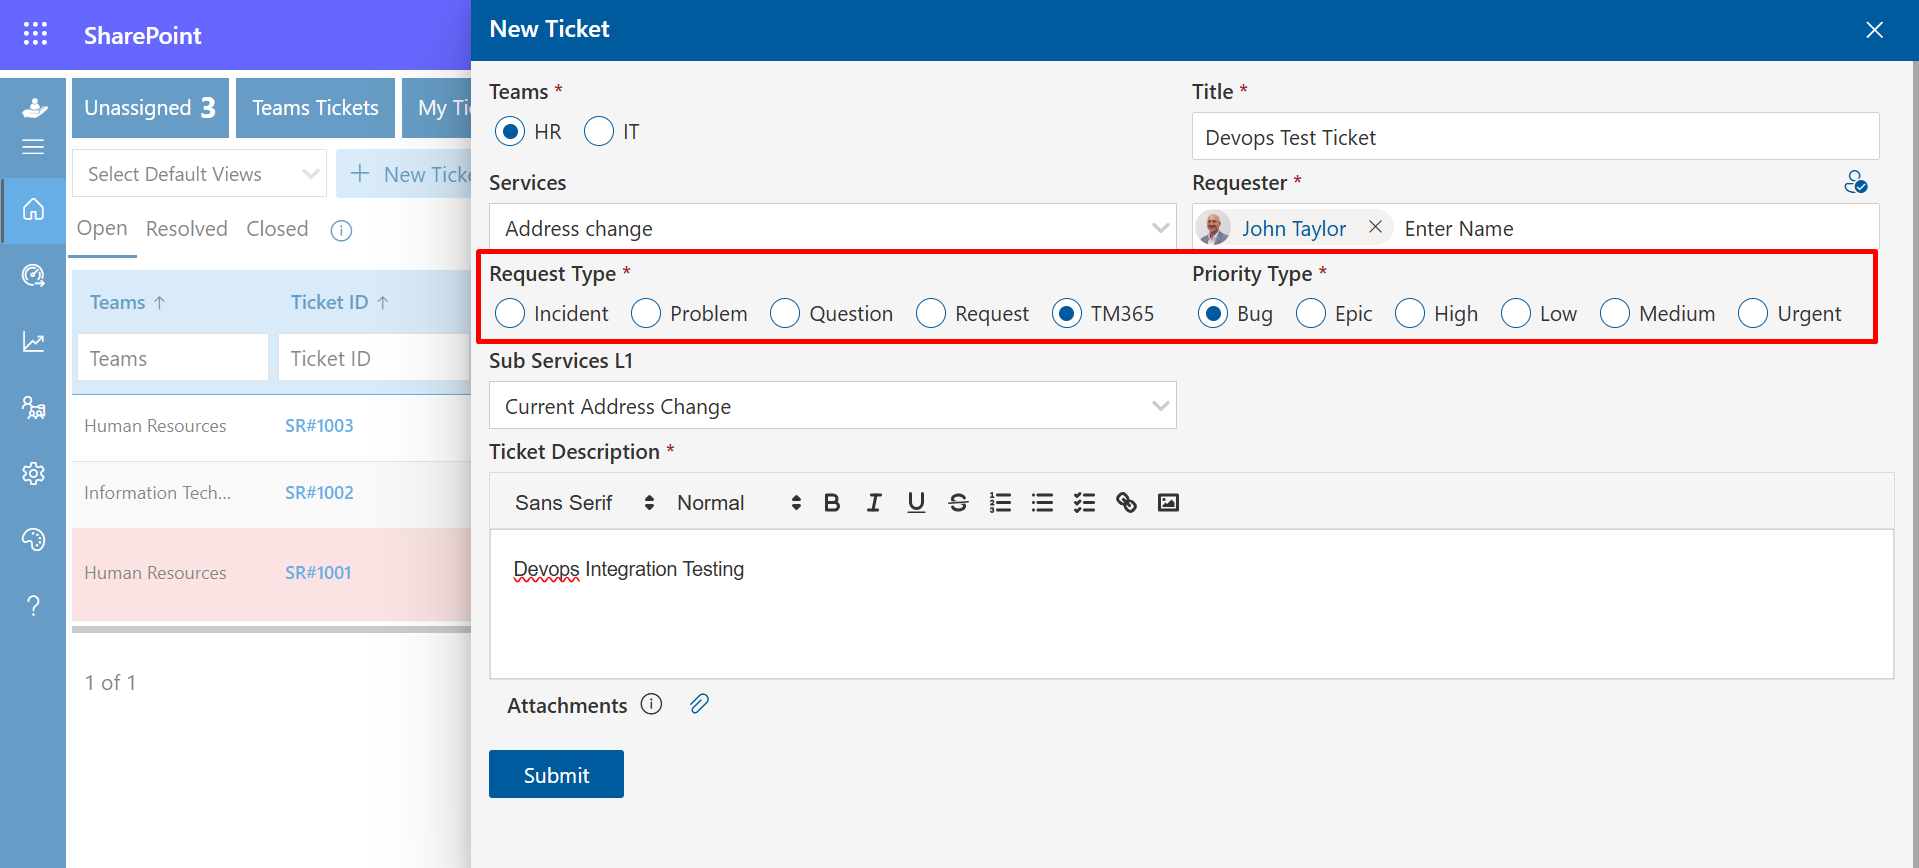 SharePoint
Unassigned 3
Teams Tickets
My Tic
Select Default Views
New Ticke
Open Resolved Closed
Teams
Ticket ID
Teams
Ticket ID
Human Resources SR#1003
Information Tech... SR#1002
Human Resources SR#1001
1 of 1
New Ticket
Teams *
HR IT
Title *
Devops Test Ticket
Services
Address change
Requester *
John Taylor Enter Name
Request Type *
Incident Problem Question Request TM365
Priority Type *
Bug Epic High Low Medium Urgent
Sub Services L1
Current Address Change
Ticket Description *
Sans Serif Normal
Devops Integration Testing
Attachments
Submit